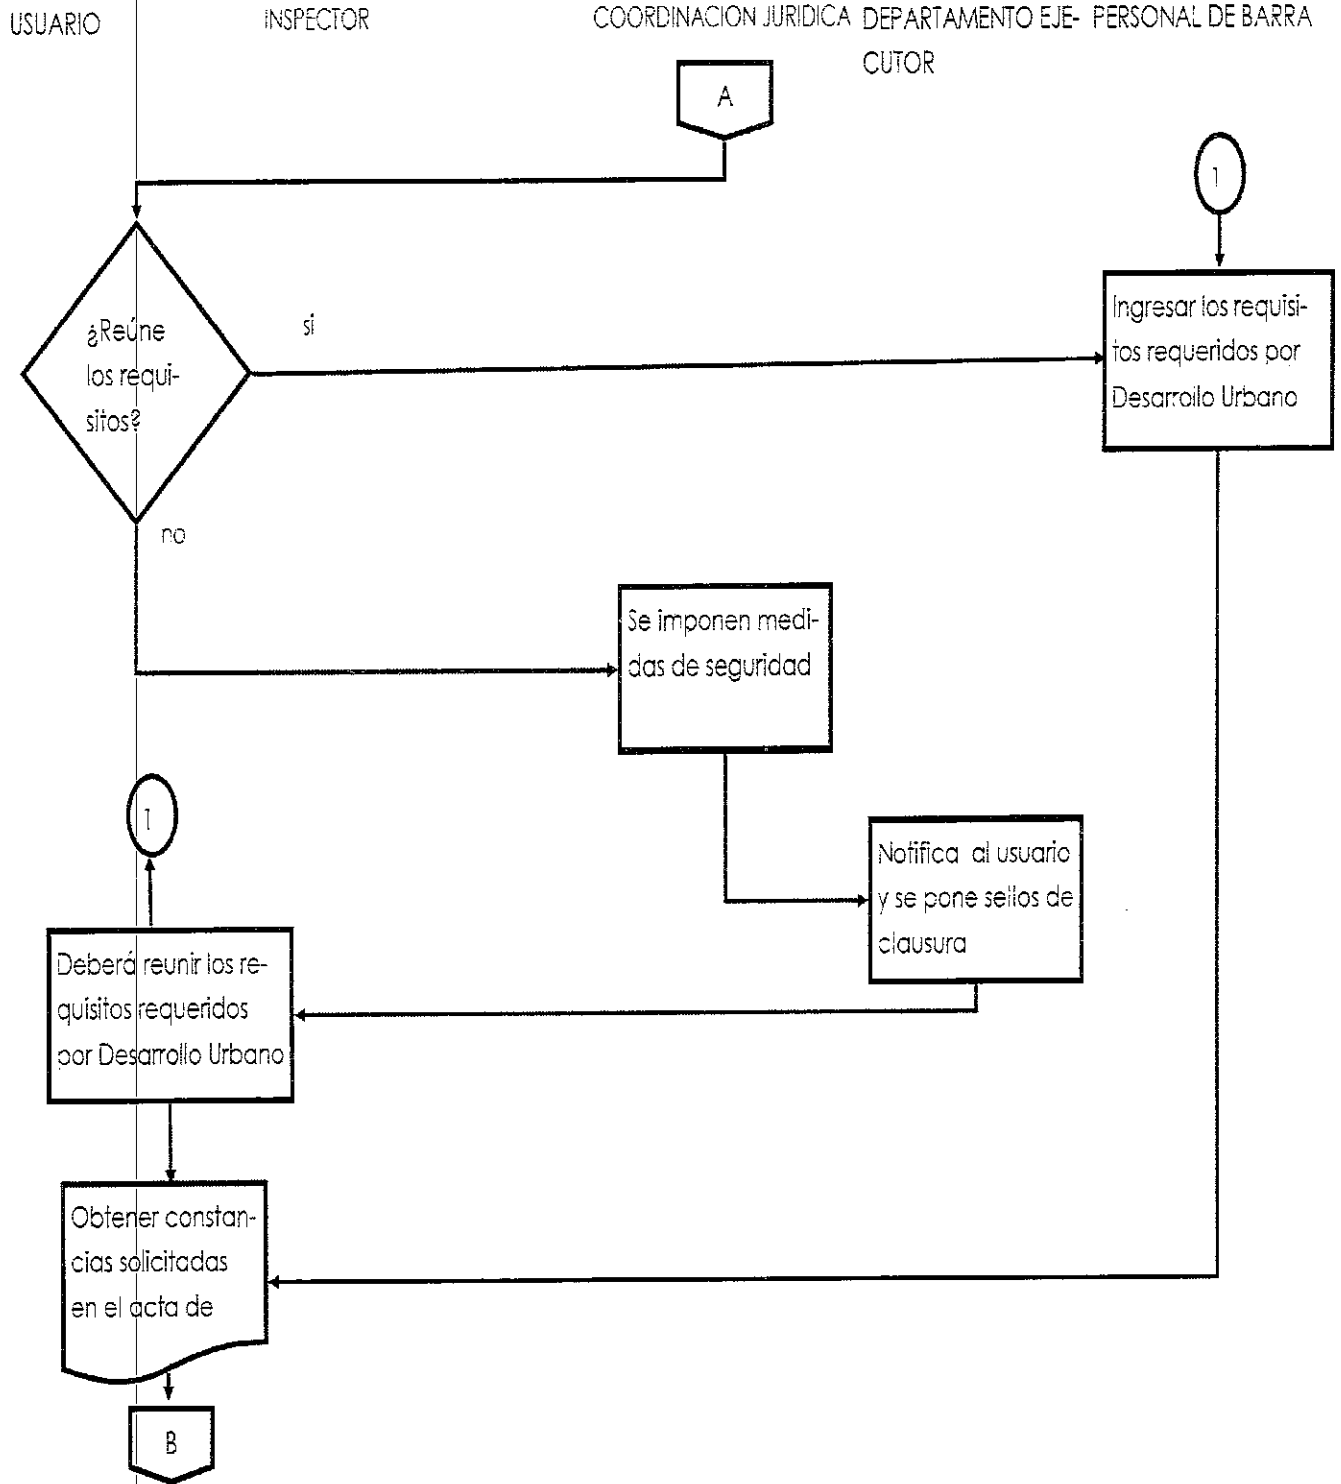 USUARIO
INSPECTOR
COORDINACION JURIDICA
DEPARTAMENTO EJE-
CUTOR
PERSONAL DE BARRA
A
1
¿Reúne
los requi-
sitos?
si
Ingresar los requisi-
tos requeridos por
Desarrollo Urbano
no
Se imponen medi-
das de seguridad
1
Notifica al usuario
y se pone sellos de
clausura
Deberá reunir los re-
quisitos requeridos
por Desarrollo Urbano
Obtener constan-
cias solicitadas
en el acta de
B